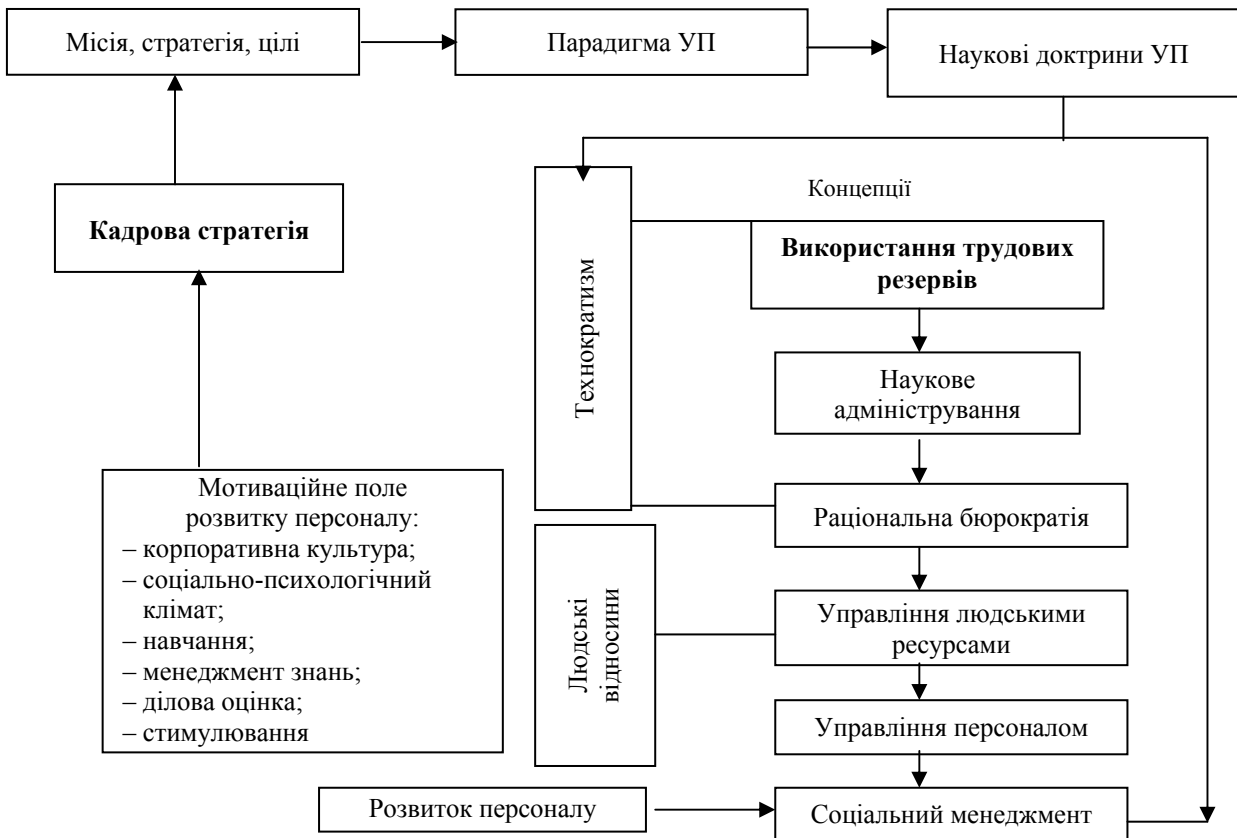 Місія, стратегія, цілі
Парадигма УП
Наукові доктрини УП
Кадрова стратегія
Мотиваційне поле
розвитку персоналу:
– корпоративна культура;
– соціально-психологічний
клімат;
– навчання;
– менеджмент знань;
– ділова оцінка;
– стимулювання
Технократизм
Людські
відносини
Концепції
Використання трудових
резервів
Наукове
адміністрування
Раціональна бюрократія
Управління людськими
ресурсами
Управління персоналом
Розвиток персоналу
Соціальний менеджмент